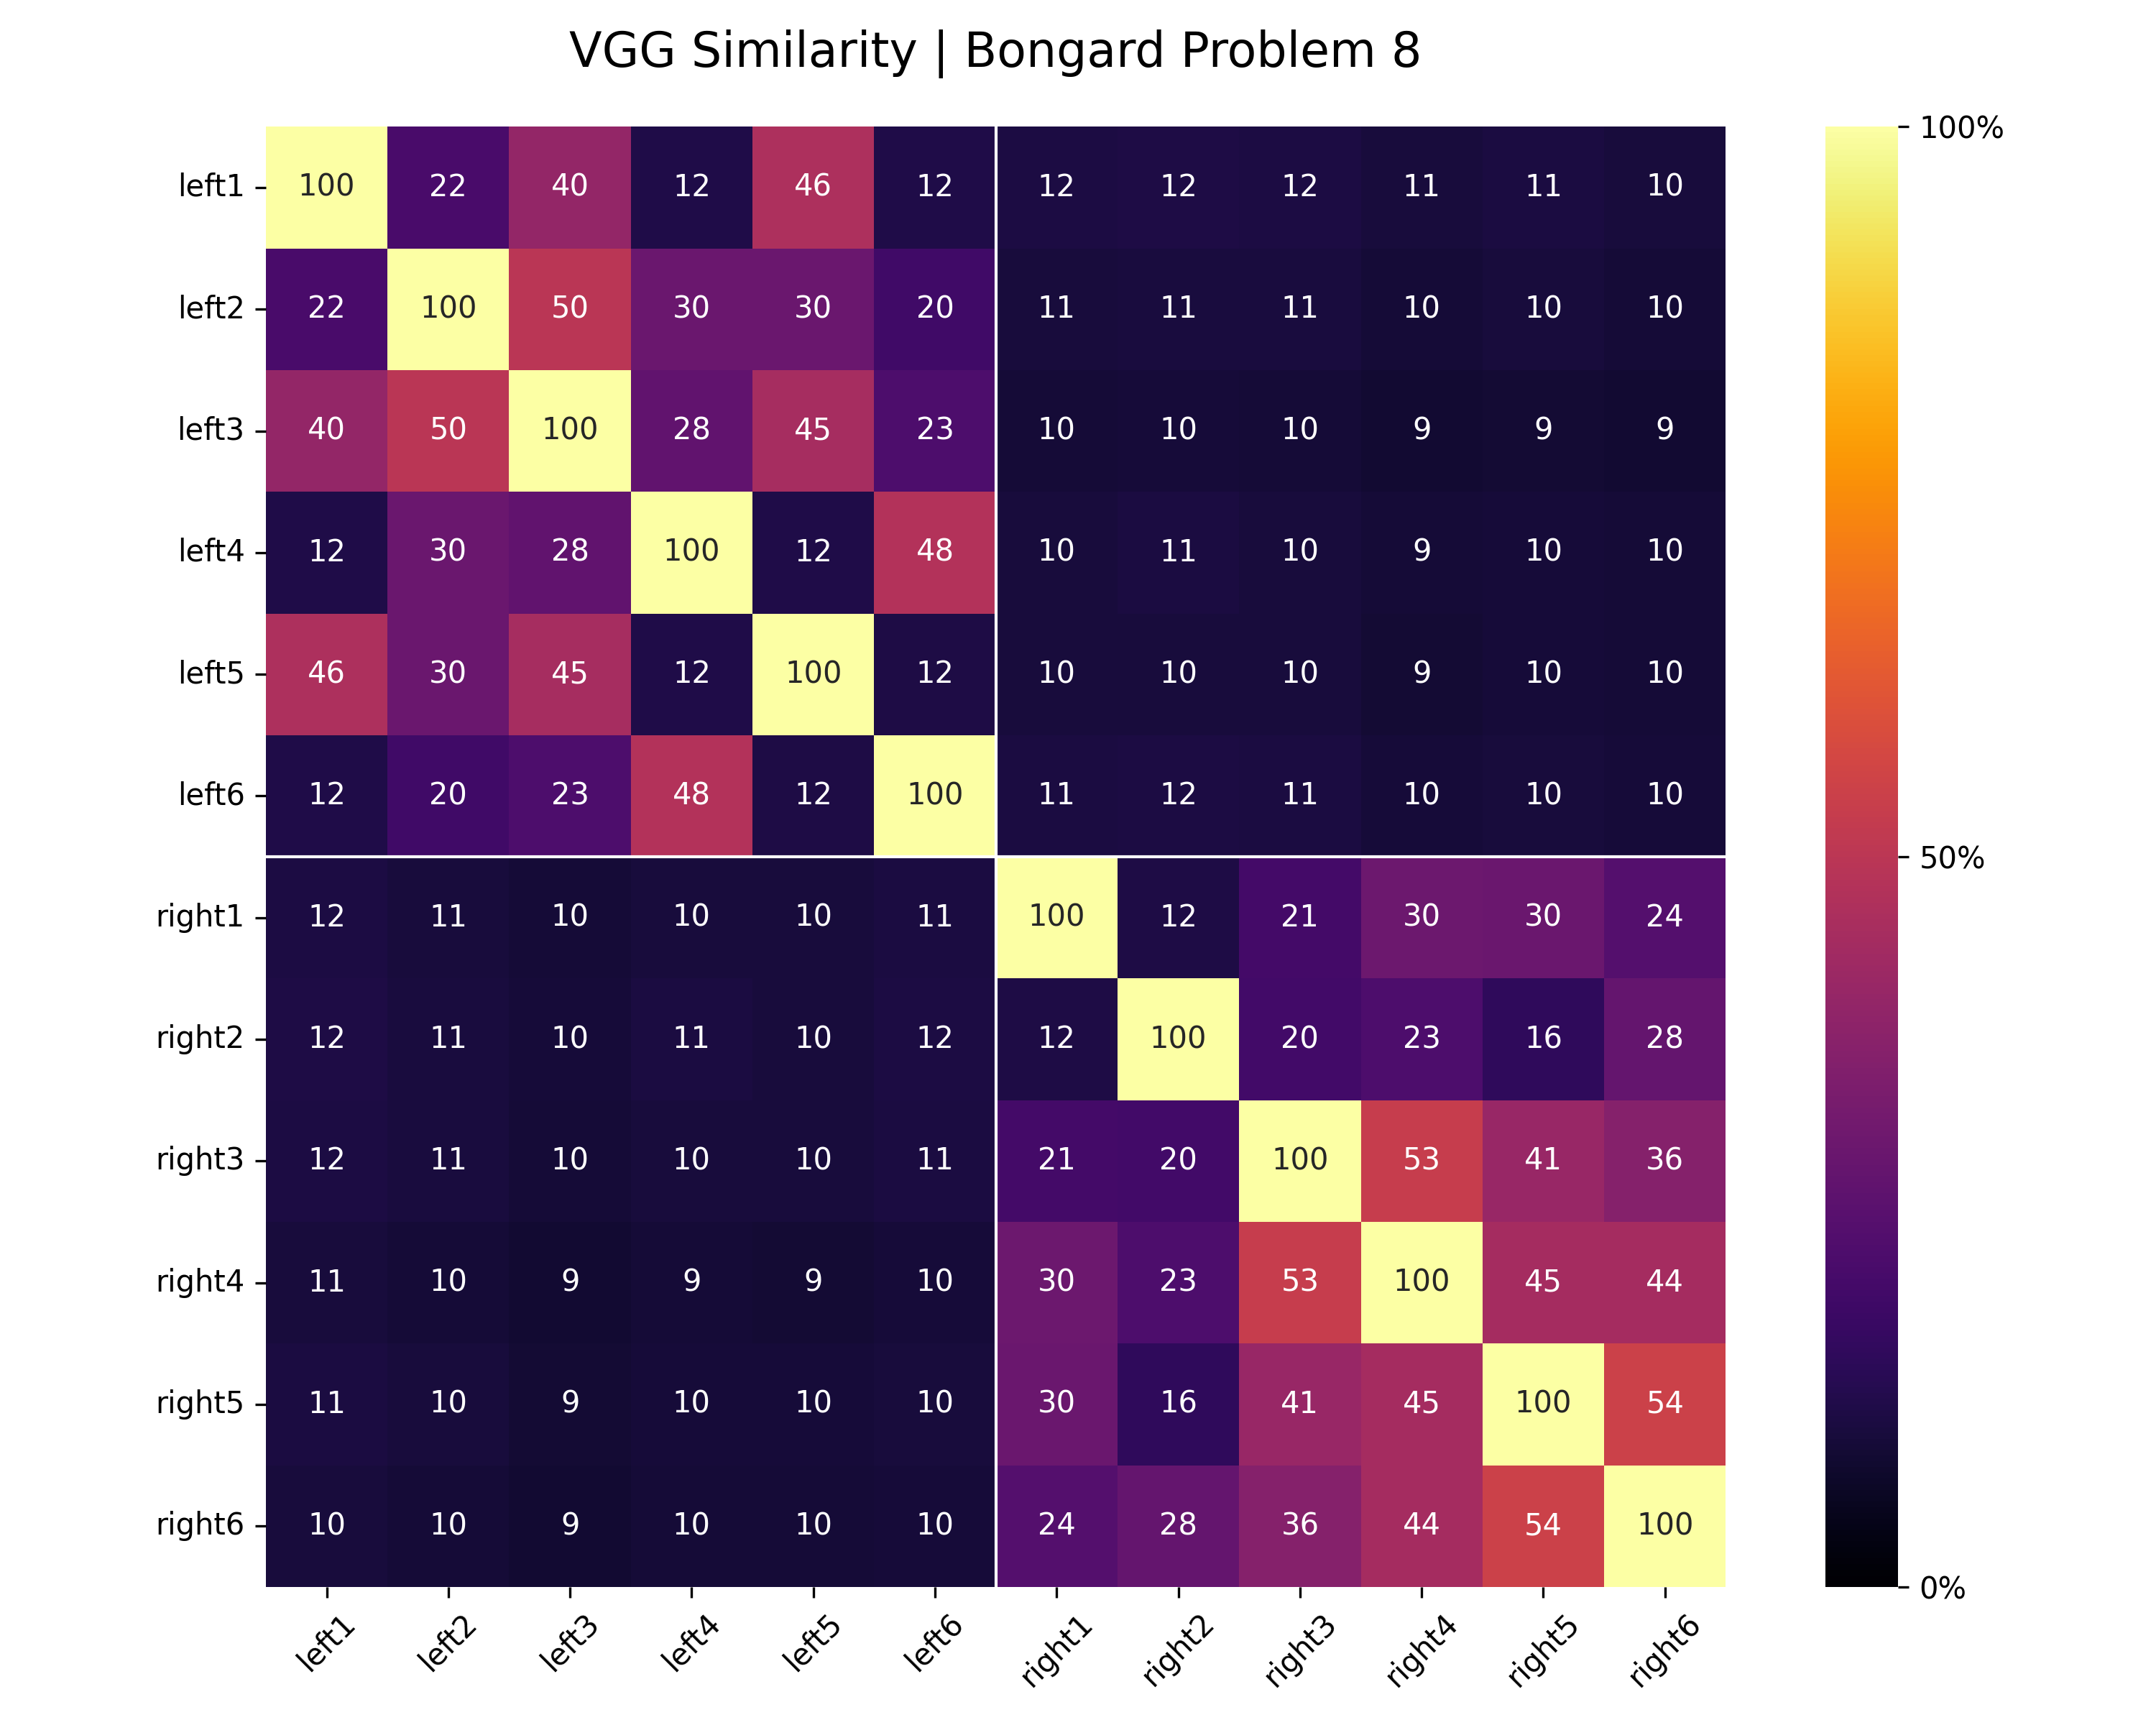 VGG Similarity | Bongard Problem 8
100%
left1 100 22 40 12 46 12 12 12 12 11 11 10
left2 22 100 50 30 30 20 11 11 11 10 10 10
left3 40 50 100 28 45 23 10 10 10 9 9 9
left4 12 30 28 100 12 48 10 11 10 9 10 10
left5 46 30 45 12 100 12 10 10 10 9 10 10
left6 12 20 23 48 12 100 11 12 11 10 10 10
50%
right1 12 11 10 10 10 11 100 12 21 30 30 24
right2 12 11 10 11 10 12 12 100 20 23 16 28
right3 12 11 10 10 10 11 21 20 100 53 41 36
right4 11 10 9 9 9 10 30 23 53 100 45 44
right5 11 10 9 10 10 10 30 16 41 45 100 54
right6 10 10 9 10 10 10 24 28 36 44 54 100
0%
left1 left2 left3 left4 left5 left6 right1 right2 right3 right4 right5 right6